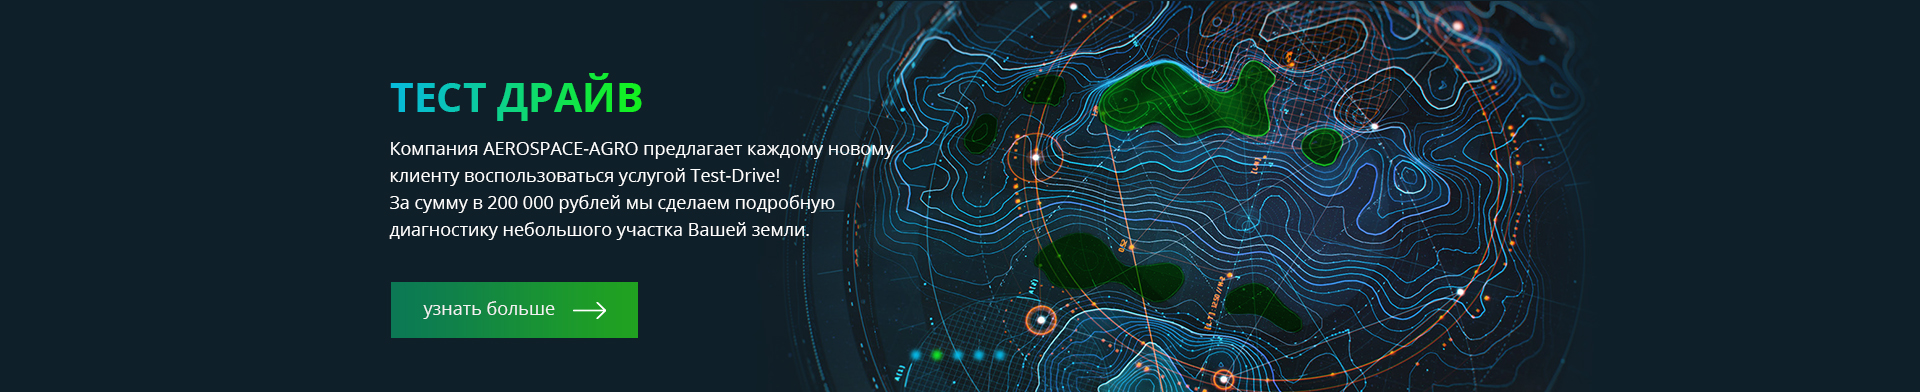 ТЕСТ ДРАЙВ
Компания AEROSPACE-AGRO предлагает каждому новому
клиенту воспользоваться услугой Test-Drive!
За сумму в 200 000 рублей мы сделаем подробную
диагностику небольшого участка Вашей земли.
узнать больше